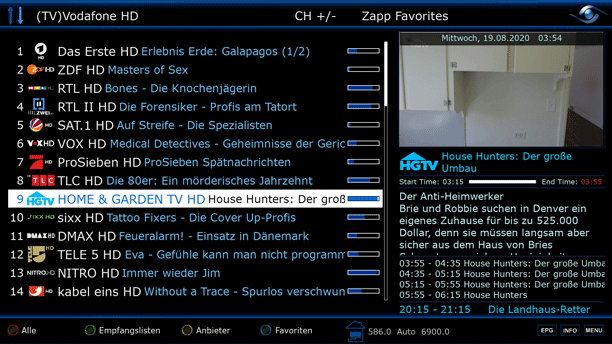 (TV)Vodafone HD CH +/- Zapp Favorites
Mittwoch, 19.08.2020 03:54
1 Das Erste HD Erlebnis Erde: Galapagos (1/2)
2 ZDF HD Masters of Sex
3 RTL HD Bones - Die Knochenjägerin
4 RTL II HD Die Forensiker - Profis am Tatort
5 SAT.1 HD Auf Streife - Die Spezialisten
6 VOX HD Medical Detectives - Geheimnisse der Geric
7 ProSieben HD ProSieben Spätnachrichten
8 TLC HD Die 80er: Ein mörderisches Jahrzehnt
9 HGTV HOME & GARDEN TV HD House Hunters: Der groß
10 sixx HD Tattoo Fixers - Die Cover Up-Profis
11 DMAX HD Feueralarm! - Einsatz in Dänemark
12 TELE 5 HD Eva - Gefühle kann man nicht programm
13 NITRO HD Immer wieder Jim
14 kabel eins HD Without a Trace - Spurlos verschwun
HGTV House Hunters: Der große
Umbau
Start Time: 03:15 End Time: 03:55
Der Anti-Heimwerker
Brie und Robbie suchen in Denver ein
eigenes Zuhause für bis zu 525.000
Dollar, denn sie müssen langsam aber
sicher aus dem Haus von Bries
03:55 - 04:35 House Hunters: Der große Umba
04:35 - 05:15 House Hunters: Der große Umba
05:15 - 05:55 House Hunters: Der große Umba
05:55 - 06:15 House Hunters
20:15 - 21:15 Die Landhaus-Retter
Alle Empfangslisten Anbieter Favoriten 586.0 Auto 6900.0 EPG INFO MENU